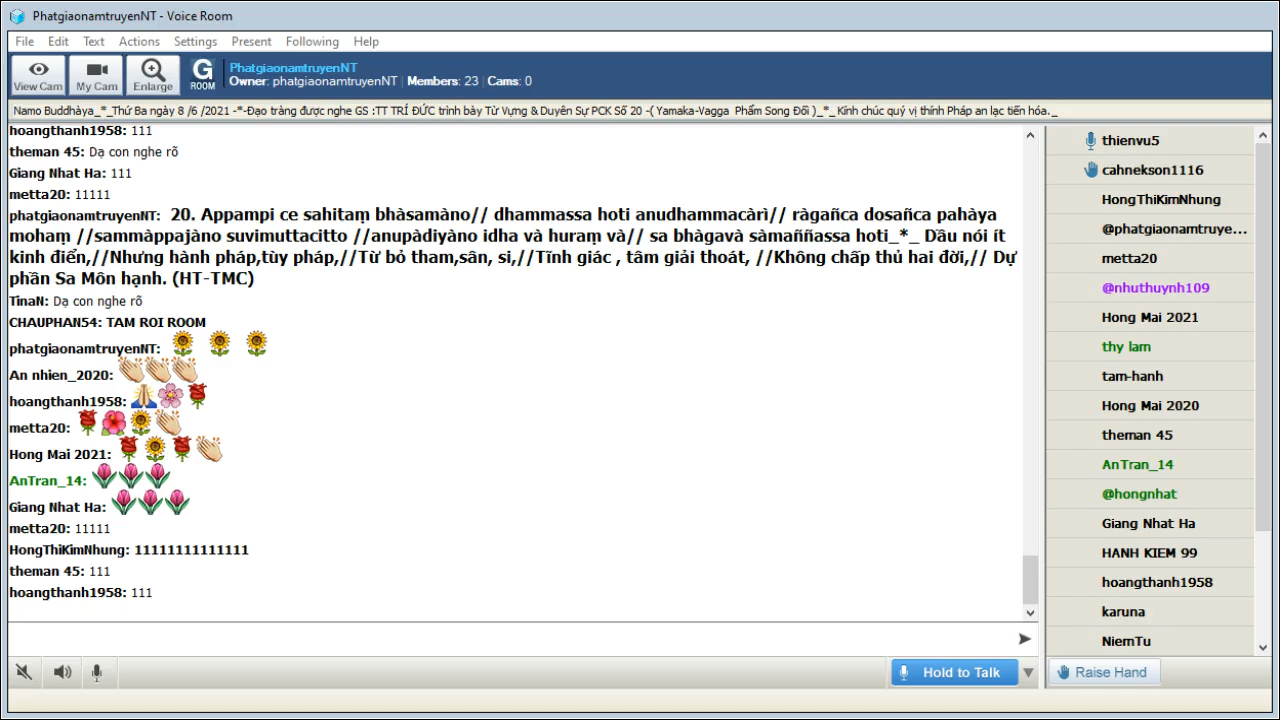 PhatgiaonamtruyenNT - Voice Room
File Edit Text Actions Settings Present Following Help
View Cam My Cam Enlarge G ROOM
PhatgiaonamtruyenNT
Owner: phatgiaonamtruyenNT Members: 23 Cams: 0
Namo Buddhàya_*_Thứ Ba ngày 8 /6 /2021 -*-Đạo tràng được nghe GS :TT TRÍ ĐỨC trình bày Từ Vựng & Duyên Sự PCK Số 20 -( Yamaka-Vagga Phẩm Song Đối )_*_ Kính chúc quý vị thính Pháp an lạc tiến hóa._
hoangthanh1958: 111
theman 45: Dạ con nghe rõ
Giang Nhat Ha: 111
metta20: 11111
phatgiaonamtruyenNT: 20. Appampi ce sahitaṃ bhàsamàno// dhammassa hoti anudhammacàrì// ràgañca dosañca pahàya
mohaṃ //sammàppajàno suvimuttacitto //anupàdiyàno idha và huraṃ và// sa bhàgavà sàmaññassa hoti_*_ Dầu nói ít
kinh điển,//Nhưng hành pháp,tùy pháp,//Từ bỏ tham,sân, si,//Tĩnh giác , tâm giải thoát, //Không chấp thủ hai đời,// Dự
phần Sa Môn hạnh. (HT-TMC)
TinaN: Dạ con nghe rõ
CHAUPHAN54: TAM ROI ROOM
phatgiaonamtruyenNT:
An nhien_2020:
hoangthanh1958:
metta20:
Hong Mai 2021:
AnTran_14:
Giang Nhat Ha:
metta20: 11111
HongThiKimNhung: 11111111111111
theman 45: 111
hoangthanh1958: 111
Hold to Talk
thienvu5
cahnekson1116
HongThiKimNhung
@phatgiaonamtruye...
metta20
@nhuthuynh109
Hong Mai 2021
thy lam
tam-hanh
Hong Mai 2020
theman 45
AnTran_14
@hongnhat
Giang Nhat Ha
HANH KIEM 99
hoangthanh1958
karuna
NiemTu
Raise Hand